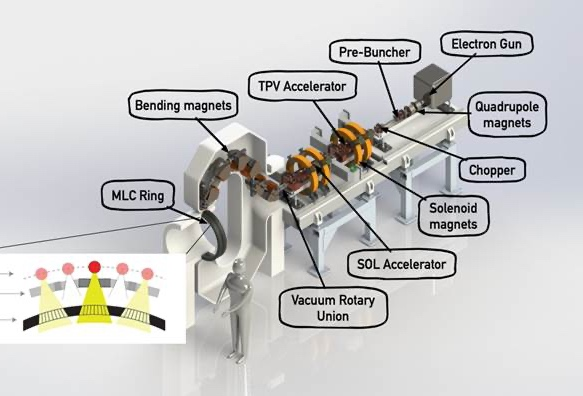 Electron Gun
Pre-Buncher
TPV Accelerator
Bending magnets
Quadrupole
magnets
Chopper
MLC Ring
Solenoid
magnets
SOL Accelerator
Vacuum Rotary
Union